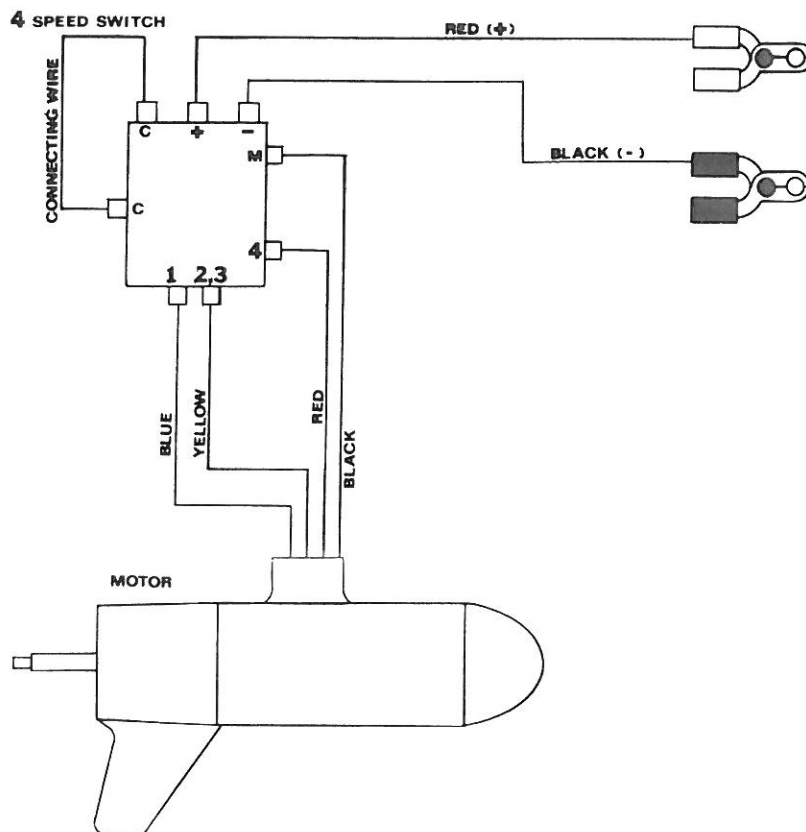 4 SPEED SWITCH
RED (+)
CONNECTING WIRE
C + -
M
BLACK (-)
C
4
1 2,3
BLUE
YELLOW
RED
BLACK
MOTOR